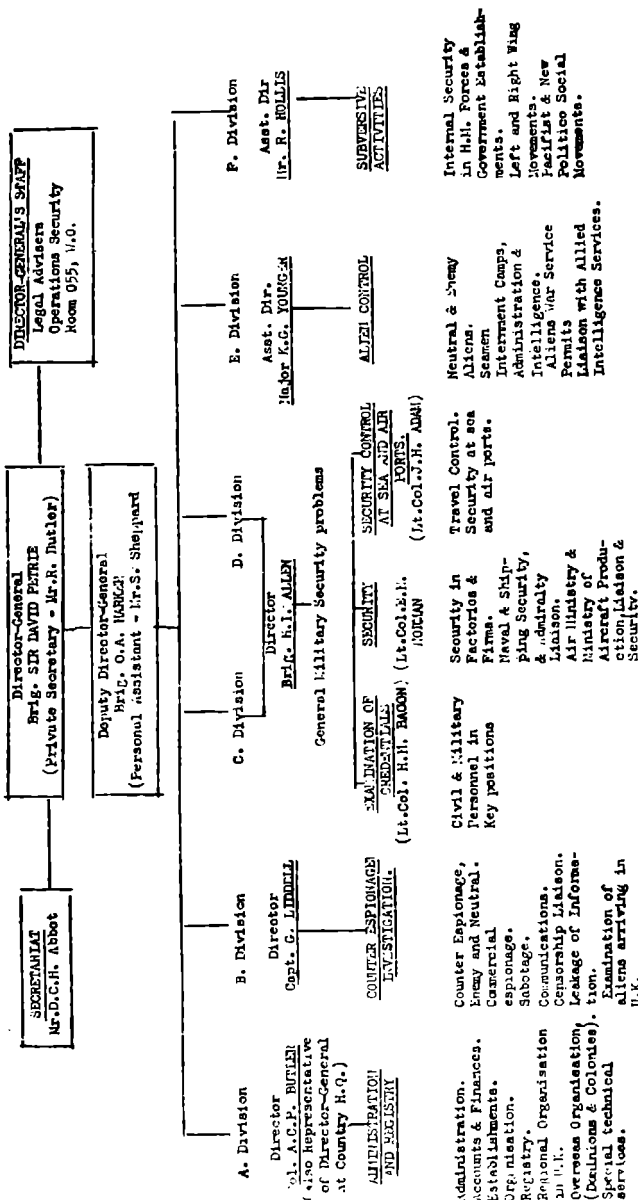 SECRETARIAT
Mr.D.C.H. Abbot
Director-General
Brig. SIR DAVID PETRIE
(Private Secretary - Mr.R. Butler)
DIRECTOR-GENERAL'S STAFF
Legal Advisers
Operations Security
Room 055, W.O.
Deputy Director-General
Brig. O.A. HARKER
(Personal Assistant - Mr.S. Sheppard)
A. Division
Director
Col. A.C.P. BUTLER
(also Representative
of Director-General
at Country H.Q.)
ADMINISTRATION
AND REGISTRY
Administration.
Accounts & Finances.
Establishments.
Organisation.
Registry.
Regional Organisation
in U.K.
Overseas Organisation,
(Dominions & Colonies).
Special technical
services.
B. Division
Director
Capt. G. LIDDELL
COUNTER ESPIONAGE
INVESTIGATION.
Counter Espionage,
Enemy and Neutral.
Commercial
espionage.
Sabotage.
Communications.
Censorship Liaison.
Leakage of Informa-
tion.
Examination of
aliens arriving in
U.K.
C. Division
D. Division
Director
Brig. H.I. ALLEN
General Military Security problems
EXAMINATION OF
CREDENTIALS
(Lt.Col. H.M. BACON)
Civil & Military
Personnel in
Key positions
SECURITY
(Lt.Col.
Security in
Factories &
Firms.
Naval & Ship-
ping Security,
& Admiralty
Liaison.
Air Ministry &
Ministry of
Aircraft Produ-
ction, Liaison &
Security.
SECURITY CONTROL
AT SEA AND AIR
PORTS.
(Lt.Col.J.H. ADAM)
Travel Control.
Security at sea
and air ports.
E. Division
Asst. Dir.
Major K.G. YOUNGER
ALIEN CONTROL
Neutral & Enemy
Aliens.
Seamen
Internment Camps,
Administration &
Intelligence.
Aliens War Service
Permits
Liaison with Allied
Intelligence Services.
F. Division
Asst. Dir
Mr. R. HOLLIS
SUBVERSIVE
ACTIVITIES
Internal Security
in H.M. Forces &
Government Establish-
ments.
Left and Right Wing
Movements.
Pacifist & New
Politico Social
Movements.